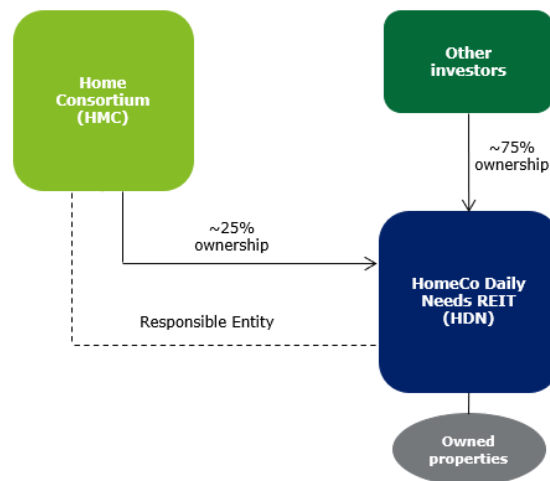 Home
Consortium
(HMC)
Other
investors
~75%
ownership
~25%
ownership
HomeCo Daily
Needs REIT
(HDN)
Responsible Entity
Owned
properties